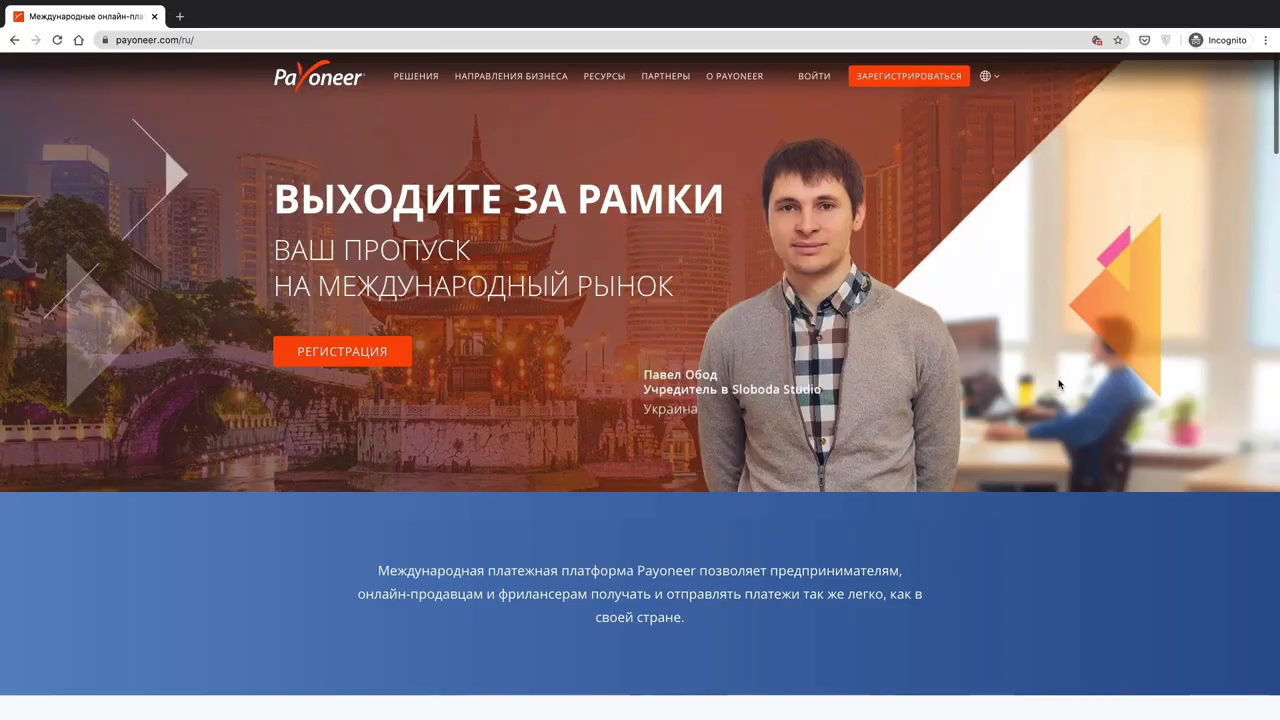 Международные онлайн-пла
payoneer.com/ru/
Incognito
Payoneer
РЕШЕНИЯ
НАПРАВЛЕНИЯ БИЗНЕСА
РЕСУРСЫ
ПАРТНЕРЫ
О PAYONEER
ВОЙТИ
ЗАРЕГИСТРИРОВАТЬСЯ
ВЫХОДИТЕ ЗА РАМКИ
ВАШ ПРОПУСК
НА МЕЖДУНАРОДНЫЙ РЫНОК
РЕГИСТРАЦИЯ
Павел Обод
Учредитель в Sloboda Studio
Украина
Международная платежная платформа Payoneer позволяет предпринимателям,
онлайн-продавцам и фрилансерам получать и отправлять платежи так же легко, как в
своей стране.